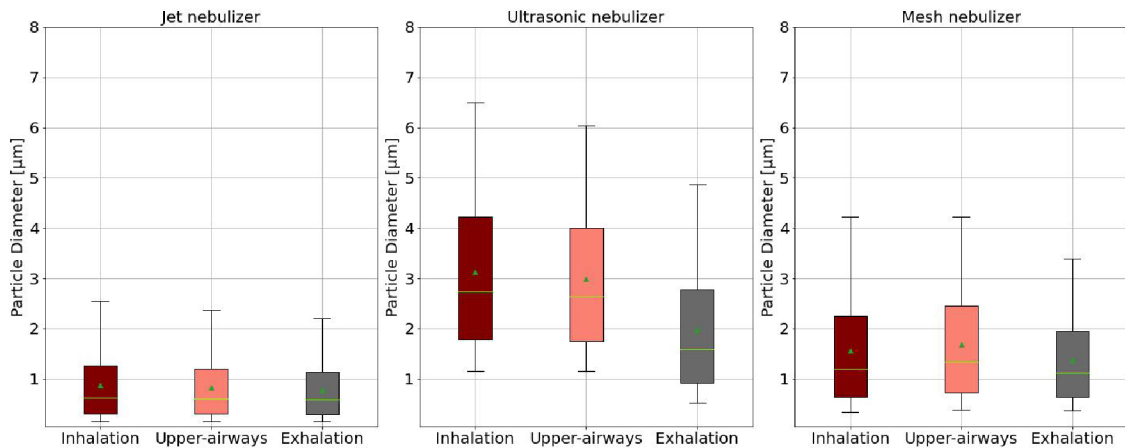 Jet nebulizer
Particle Diameter [µm]
8
7
6
5
4
3
2
1
Inhalation Upper-airways Exhalation
Ultrasonic nebulizer
Particle Diameter [µm]
8
7
6
5
4
3
2
1
Inhalation Upper-airways Exhalation
Mesh nebulizer
Particle Diameter [µm]
8
7
6
5
4
3
2
1
Inhalation Upper-airways Exhalation